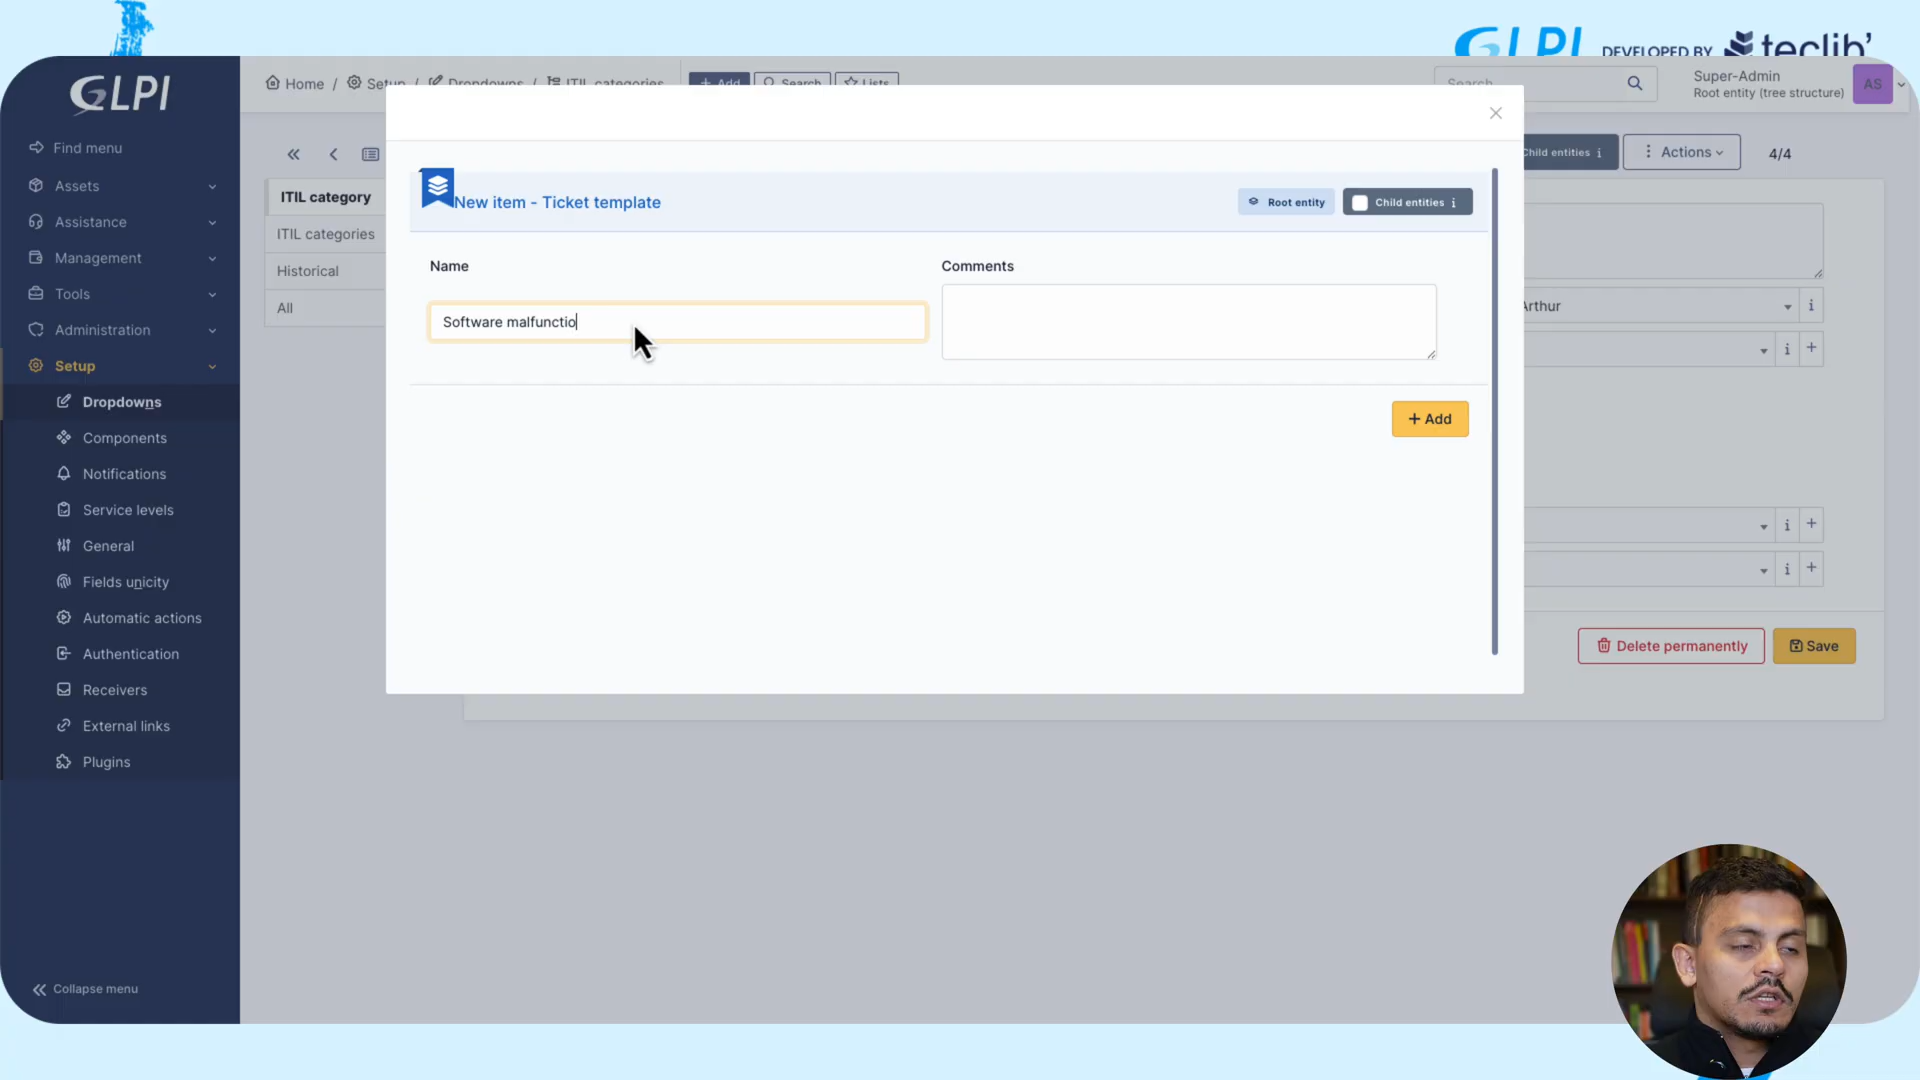 GLPI DEVELOPED BY teclib'
GLPI
Home / Setup / Dropdowns / ITIL categories
+ Add Search Lists
Search
Super-Admin
Root entity (tree structure)
AS
Find menu
Assets
Assistance
Management
Tools
Administration
Setup
Dropdowns
Components
Notifications
Service levels
General
Fields unicity
Automatic actions
Authentication
Receivers
External links
Plugins
Collapse menu
ITIL category
ITIL categories
Historical
All
New item - Ticket template
Root entity
Child entities i
Name
Comments
Software malfunctio
+ Add
Child entities i
Actions
4/4
Arthur
Delete permanently
Save